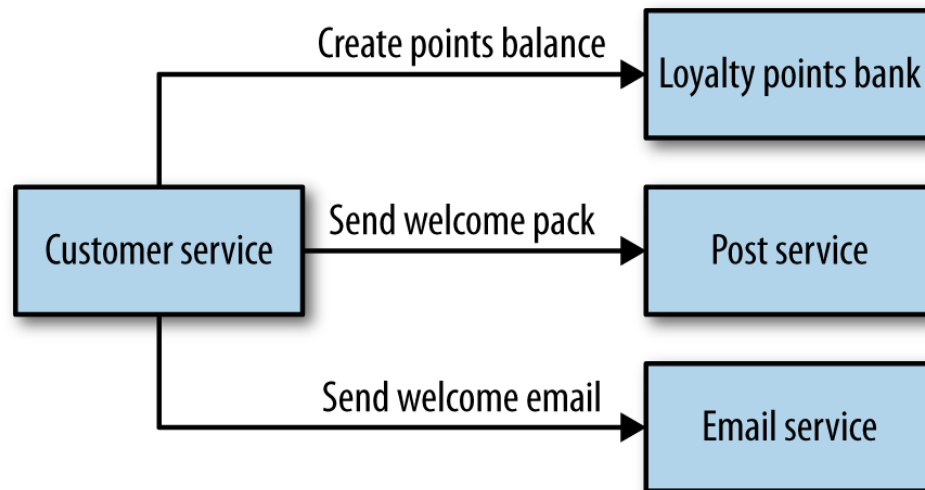 Create points balance
Loyalty points bank
Customer service
Send welcome pack
Post service
Send welcome email
Email service